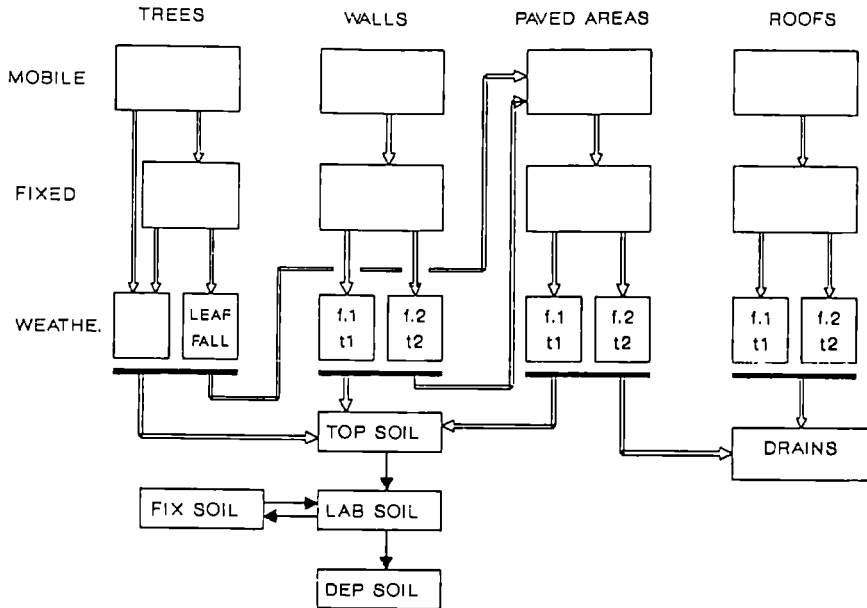 TREES WALLS PAVED AREAS ROOFS
MOBILE
FIXED
WEATHE.
LEAF
FALL
f.1
t1
f.2
t2
f.1
t1
f.2
t2
f.1
t1
f.2
t2
TOP SOIL
DRAINS
FIX SOIL
LAB SOIL
DEP SOIL